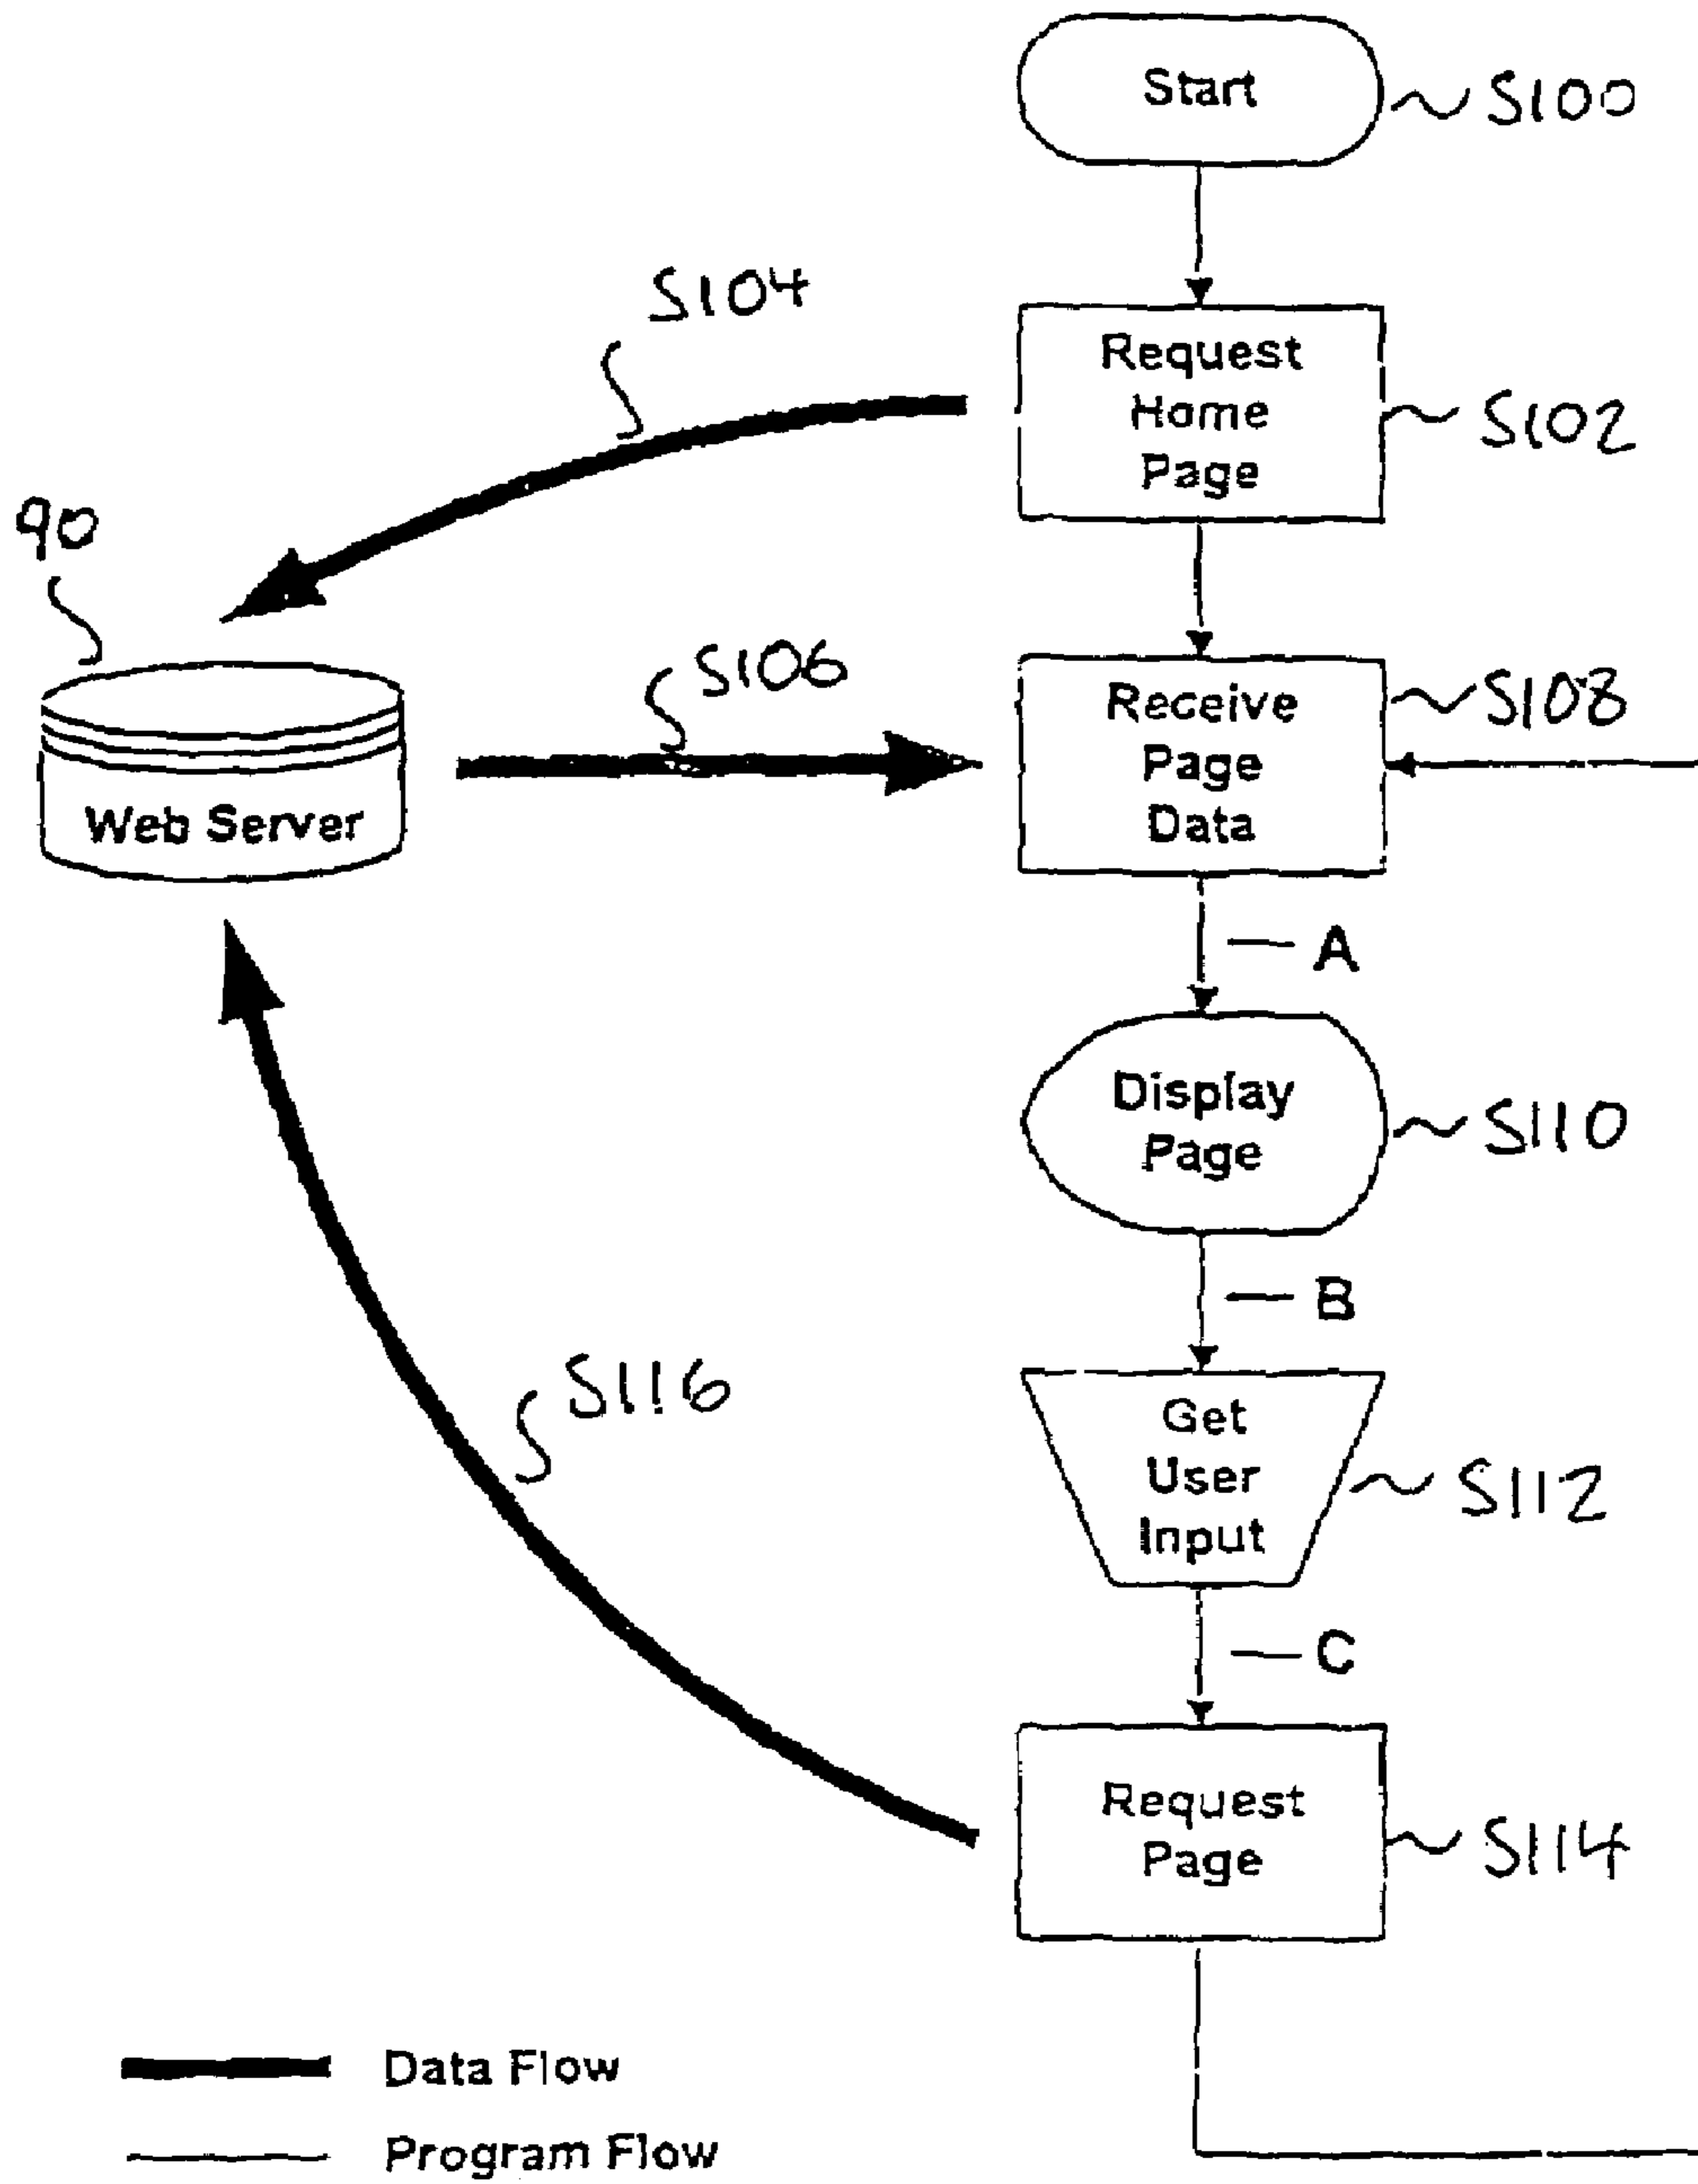 Start
S100
S104
Request
Home
Page
S102
90
S106
Receive
Page
Data
S108
Web Server
A
Display
Page
S110
B
S116
Get
User
Input
S112
C
Request
Page
S114
Data Flow
Program Flow